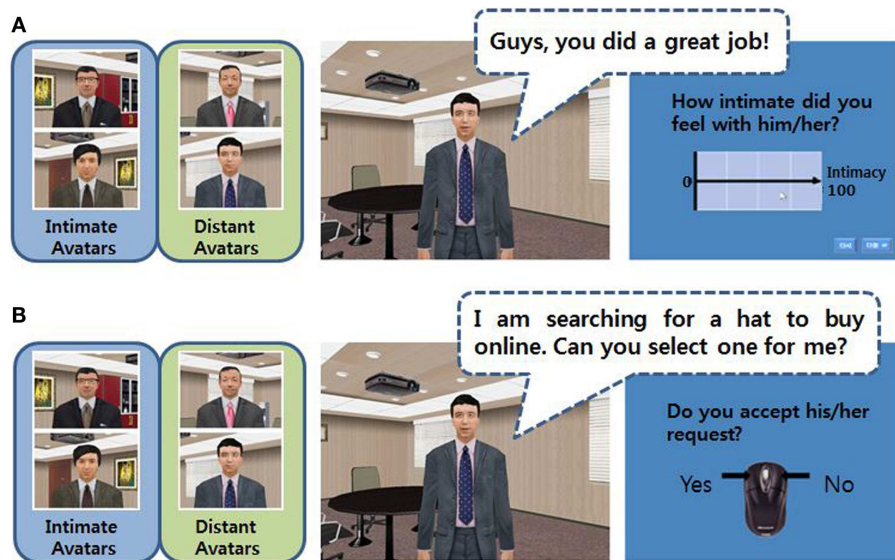 A
Guys, you did a great job!
How intimate did you
feel with him/her?
0
Intimacy
100
Intimate
Avatars
Distant
Avatars
B
I am searching for a hat to buy
online. Can you select one for me?
Do you accept his/her
request?
Yes
No
Intimate
Avatars
Distant
Avatars